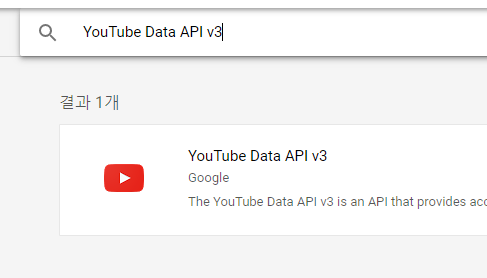 YouTube Data API v3
결과 1개
YouTube Data API v3
Google
The YouTube Data API v3 is an API that provides